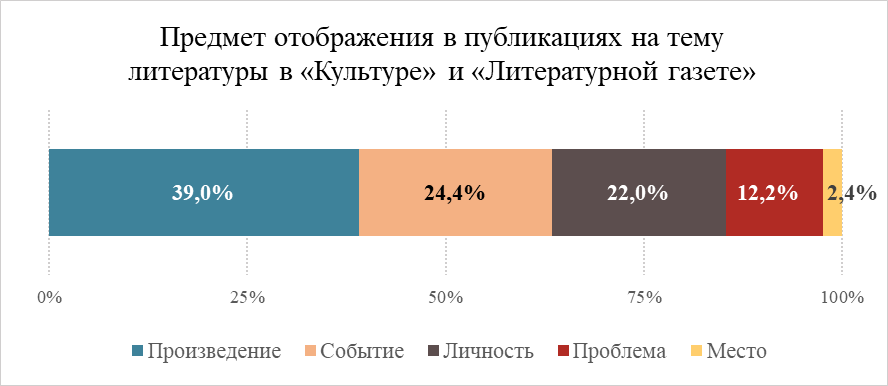 Предмет отображения в публикациях на тему
литературы в «Культуре» и «Литературной газете»
39,0% 24,4% 22,0% 12,2% 2,4%
0% 25% 50% 75% 100%
Произведение Событие Личность Проблема Место